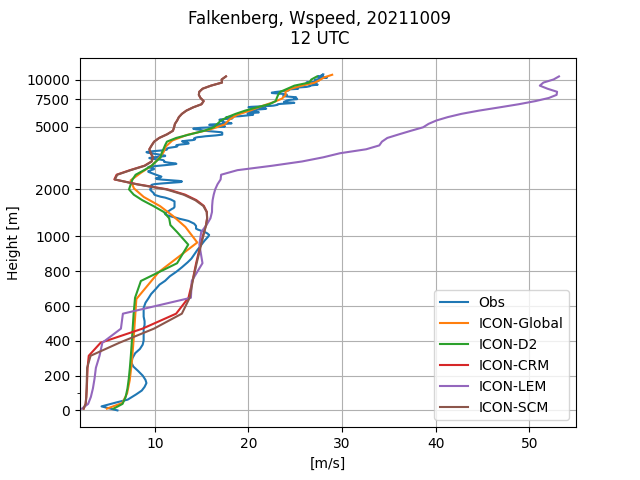 Falkenberg, Wspeed, 20211009
12 UTC
10000
7500
5000
2000
1000
800
600
400
200
0
Height [m]
10
20
30
40
50
[m/s]
Obs
ICON-Global
ICON-D2
ICON-CRM
ICON-LEM
ICON-SCM